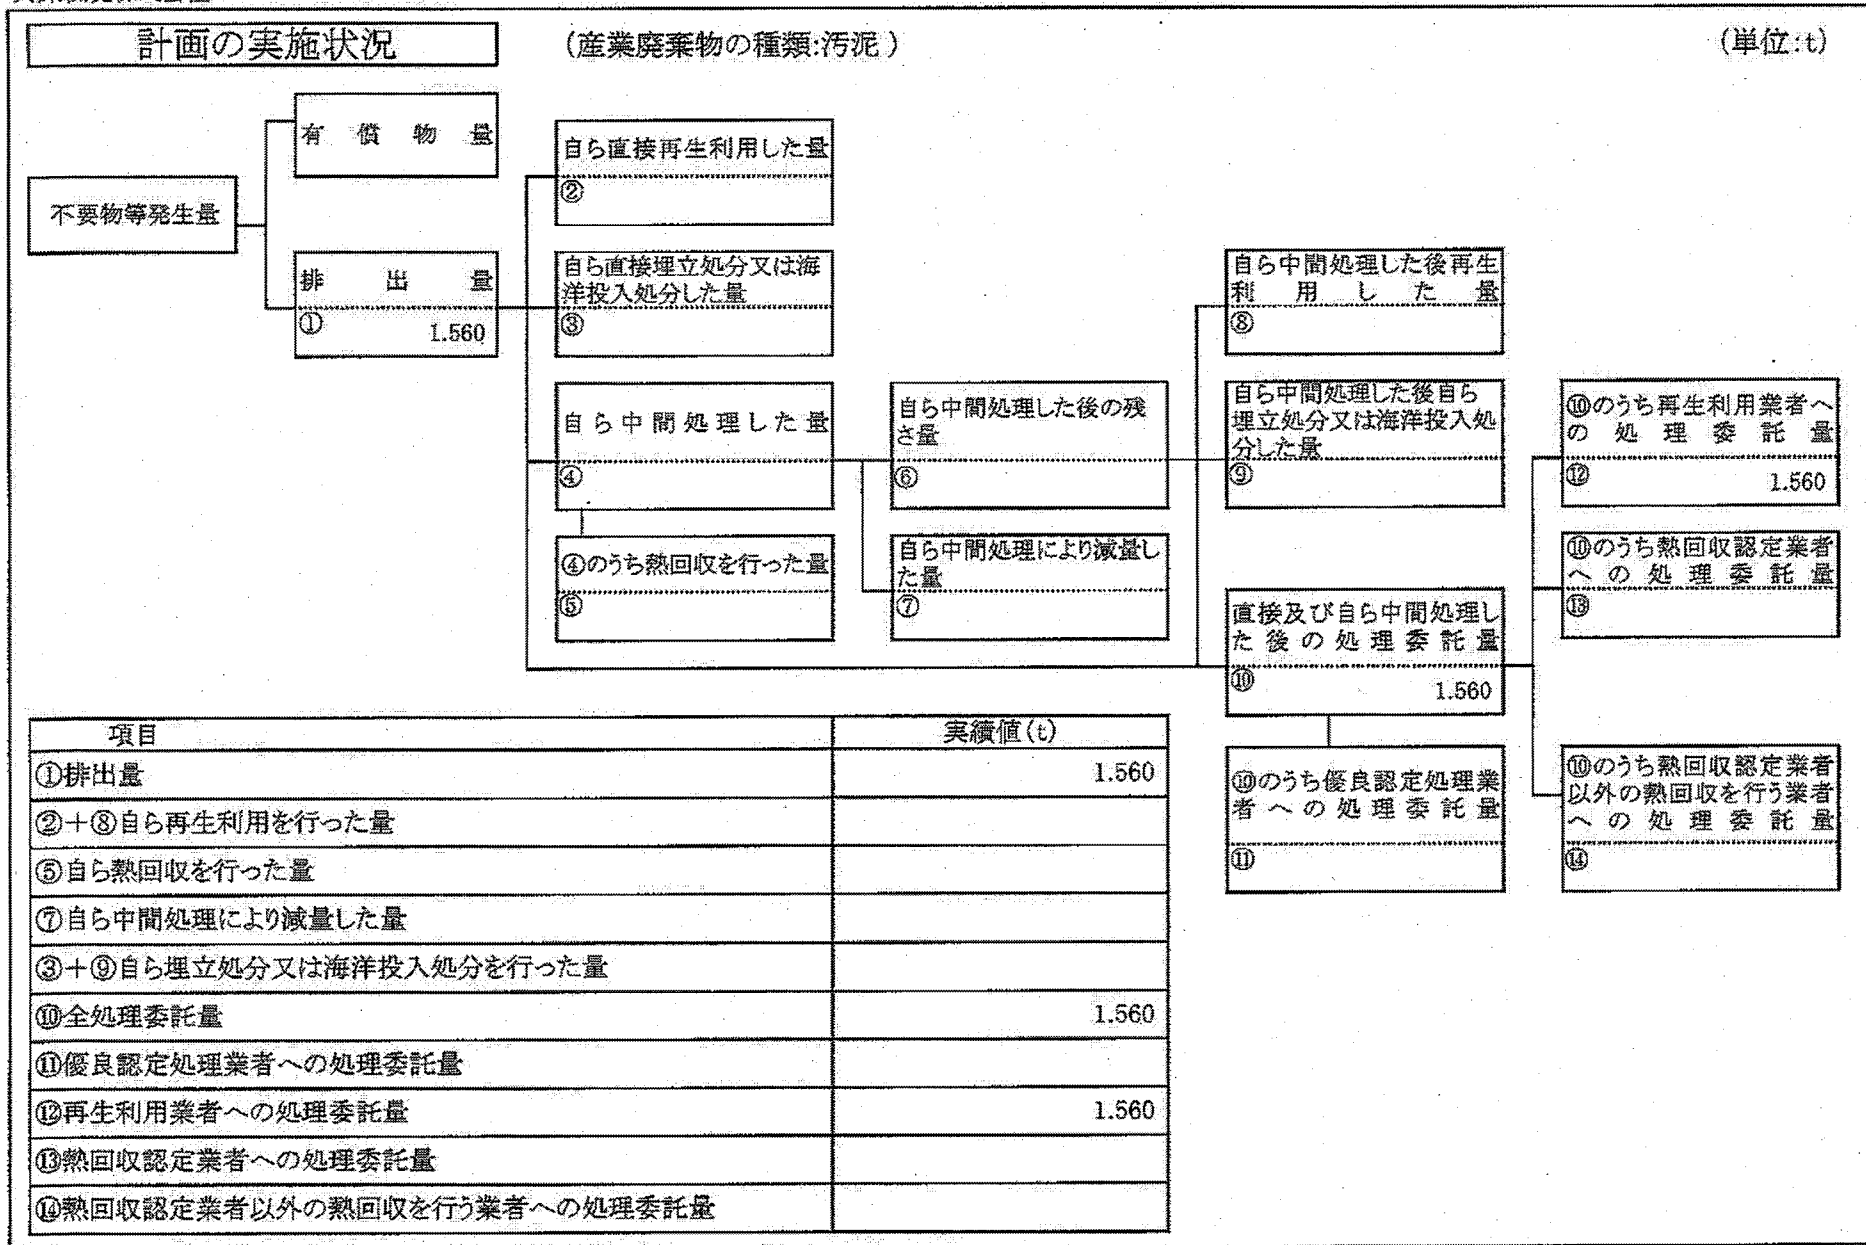 計画の実施状況
(産業廃棄物の種類:汚泥)
(単位:t)
不要物等発生量
有償物量
排出量
① 1.560
自ら直接再生利用した量
②
自ら直接埋立処分又は海
洋投入処分した量
③
自ら中間処理した量
④
④のうち熱回収を行った量
⑤
自ら中間処理した後の残
さ量
⑥
自ら中間処理により減量し
た量
⑦
自ら中間処理した後再生
利用した量
⑧
自ら中間処理した後自ら
埋立処分又は海洋投入処
分した量
⑨
直接及び自ら中間処理し
た後の処理委託量
⑩ 1.560
⑩のうち優良認定処理業
者への処理委託量
⑪
⑩のうち再生利用業者へ
の処理委託量
⑫ 1.560
⑩のうち熱回収認定業者
への処理委託量
⑬
⑩のうち熱回収認定業者
以外の熱回収を行う業者
への処理委託量
⑭
項目 実績値(t)
①排出量 1.560
②+⑧自ら再生利用を行った量
⑤自ら熱回収を行った量
⑦自ら中間処理により減量した量
③+⑨自ら埋立処分又は海洋投入処分を行った量
⑩全処理委託量 1.560
⑪優良認定処理業者への処理委託量
⑫再生利用業者への処理委託量 1.560
⑬熱回収認定業者への処理委託量
⑭熱回収認定業者以外の熱回収を行う業者への処理委託量